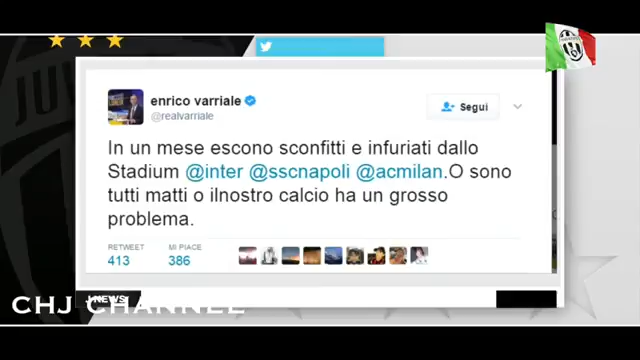 enrico varriale
@realvarriale
Segui
In un mese escono sconfitti e infuriati dallo
Stadium @inter @sscnapoli @acmilan.O sono
tutti matti o ilnostro calcio ha un grosso
problema.
RETWEET MI PIACE
413 386
J NEWS
CHJ CHANNEL